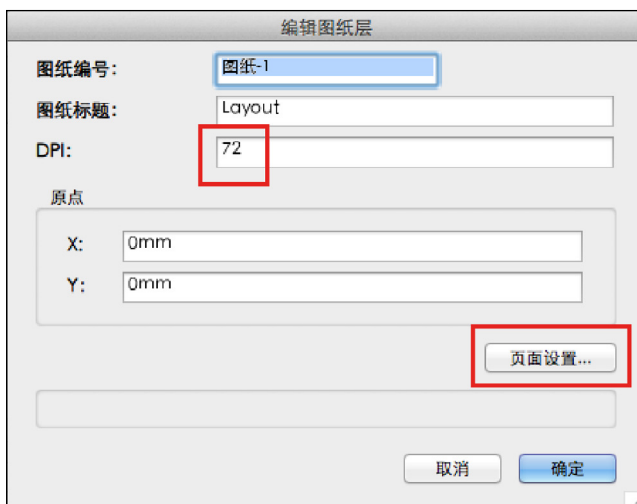 编辑图纸层
图纸编号: 图纸-1
图纸标题: Layout
DPI: 72
原点
X: 0mm
Y: 0mm
页面设置...
取消 确定